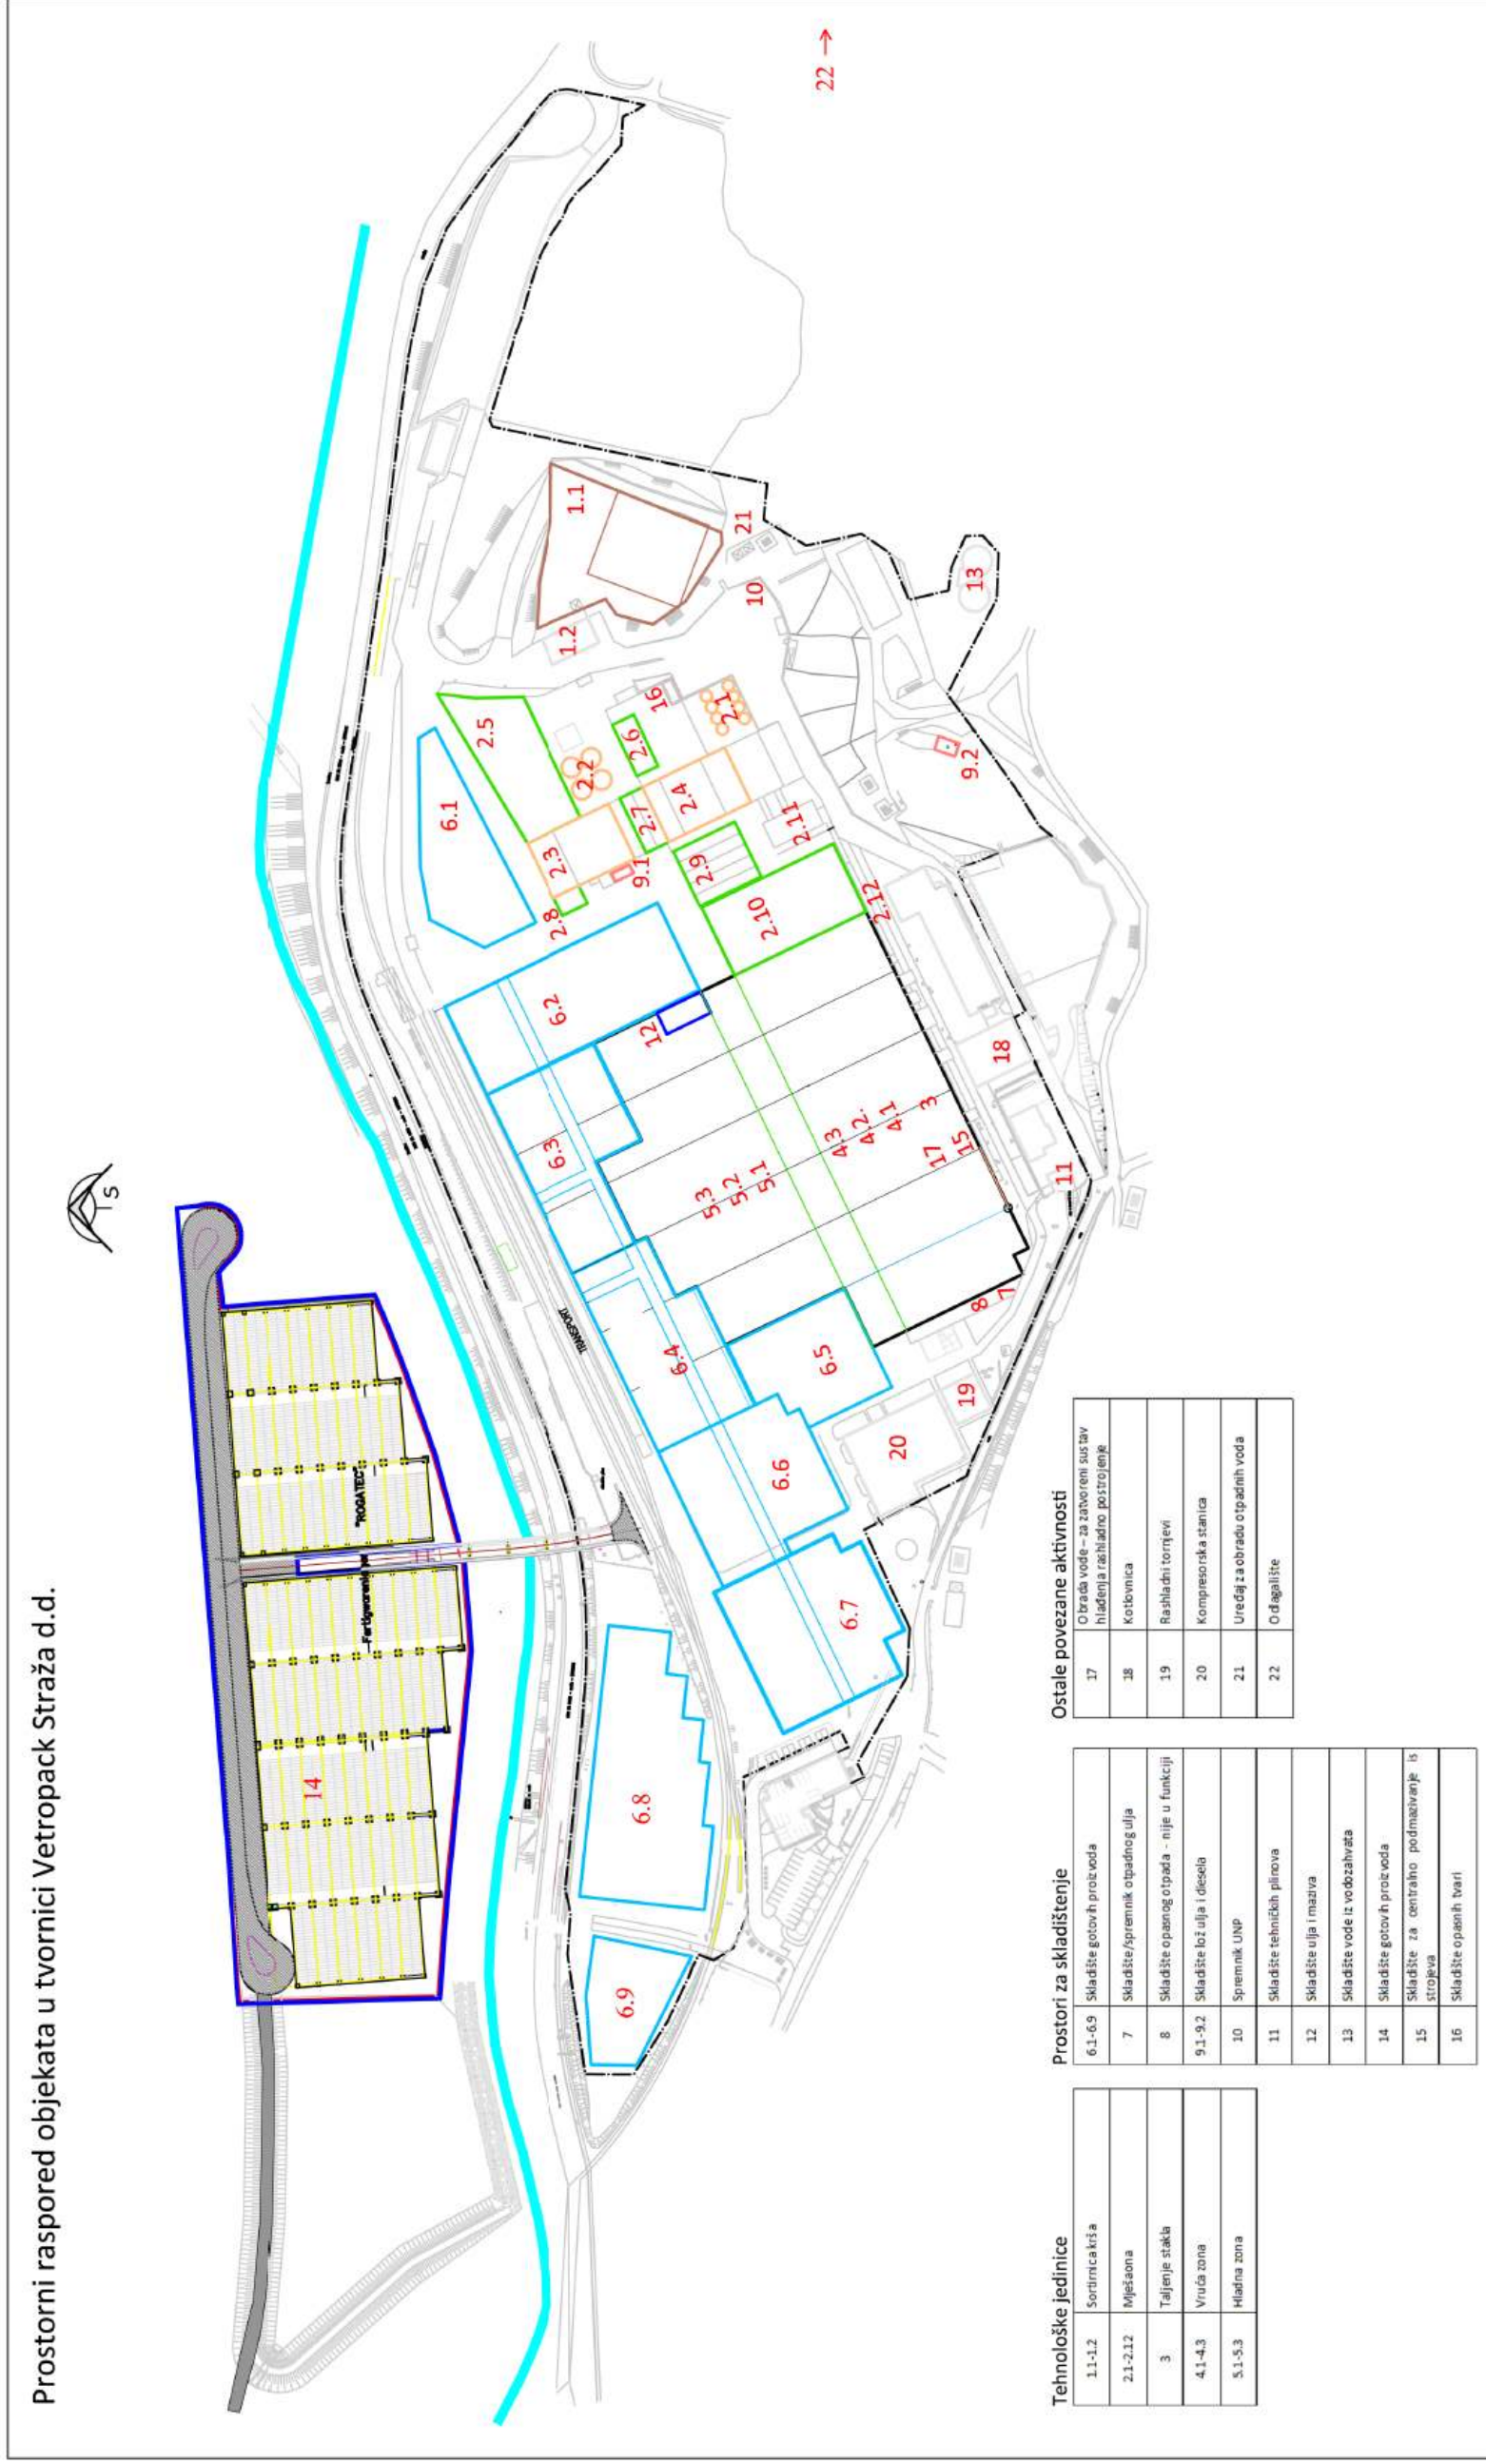 Prostorni raspored objekata u tvornici Vetropack Straža d.d.
S
14
"ROGATEC"
TRANSPORT
22 →
1.1
1.2
21
10
13
2.5
2.2
2.6
16
2.1
6.1
2.3
2.7
2.4
9.1
2.9
2.11
9.2
2.8
2.10
2.12
6.2
12
6.3
18
5.3
5.2
5.1
4.3
4.2.
4.1
3
17
15
11
8
7
6.4
6.5
19
20
6.6
6.7
6.8
6.9
Tehnološke jedinice
1.1-1.2 Sortirnica krša
2.1-2.12 Mješaona
3 Taljenje stakla
4.1-4.3 Vruća zona
5.1-5.3 Hladna zona
Prostori za skladištenje
6.1-6.9 Skladište gotovih proizvoda
7 Skladište/spremnik otpadnog ulja
8 Skladište opasnog otpada - nije u funkciji
9.1-9.2 Skladište lož ulja i diesela
10 Spremnik UNP
11 Skladište tehničkih plinova
12 Skladište ulja i maziva
13 Skladište vode iz vodozahvata
14 Skladište gotovih proizvoda
15 Skladište za centralno podmazivanje is
strojeva
16 Skladište opasnih tvari
Ostale povezane aktivnosti
17 Obrada vode – za zatvoreni sustav
hlađenja rashladno postrojenje
18 Kotlovnica
19 Rashladni tornjevi
20 Kompresorska stanica
21 Uređaj za obradu otpadnih voda
22 Odlagalište